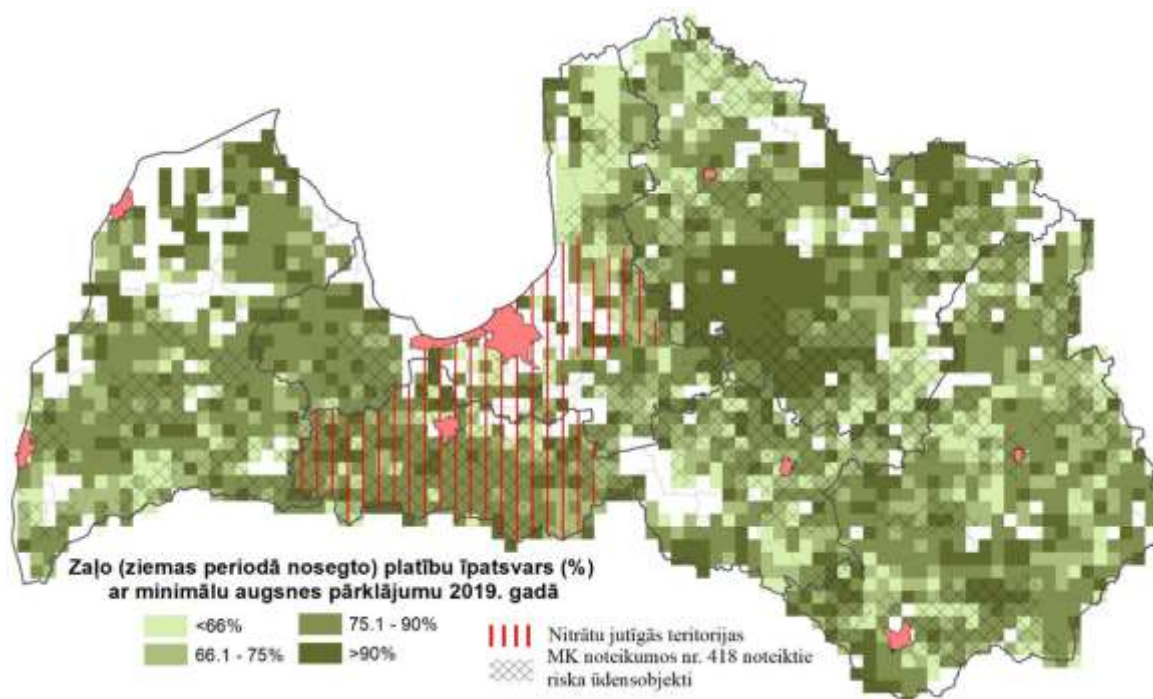 Zaļo (ziemas periodā nosegto) platību īpatsvars (%)
ar minimālu augsnes pārklājumu 2019. gadā
<66%
66.1 - 75%
75.1 - 90%
>90%
Nitrātu jutīgās teritorijas
MK noteikumos nr. 418 noteiktie
riska ūdensobjekti